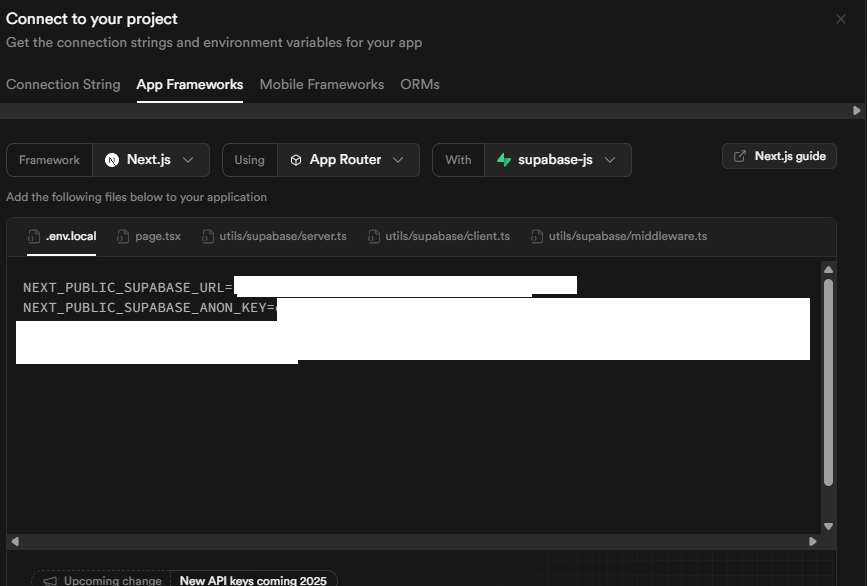 Connect to your project
Get the connection strings and environment variables for your app
Connection String App Frameworks Mobile Frameworks ORMs
Framework Next.js Using App Router With supabase-js Next.js guide
Add the following files below to your application
.env.local page.tsx utils/supabase/server.ts utils/supabase/client.ts utils/supabase/middleware.ts
NEXT_PUBLIC_SUPABASE_URL=
NEXT_PUBLIC_SUPABASE_ANON_KEY=
Upcoming change New API keys coming 2025